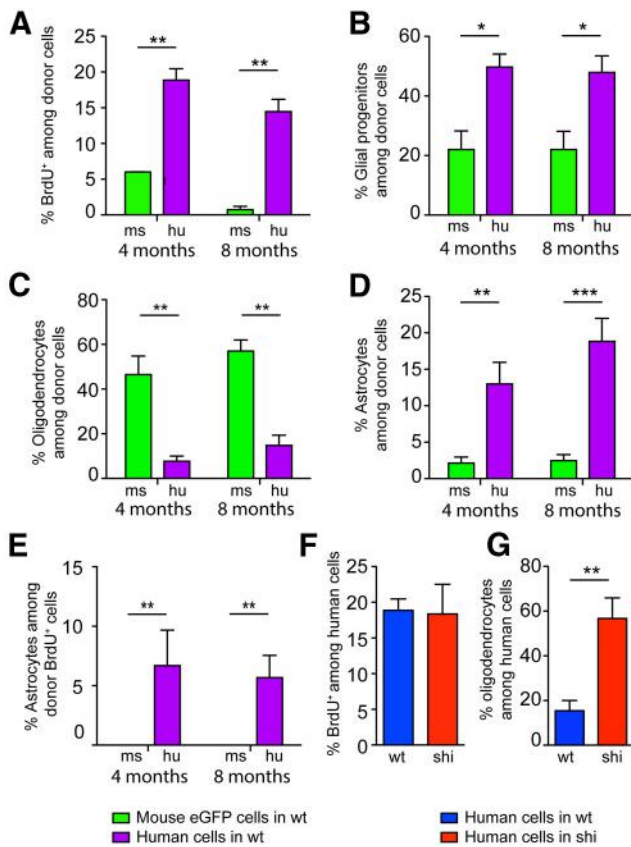 A
% BrdU⁺ among donor cells
25
20
15
10
5
0
**
**
ms hu ms hu
4 months 8 months
B
% Glial progenitors
among donor cells
60
40
20
0
*
*
ms hu ms hu
4 months 8 months
C
% Oligodendrocytes
among donor cells
80
60
40
20
0
**
**
ms hu ms hu
4 months 8 months
D
% Astrocytes
among donor cells
25
20
15
10
5
0
**
***
ms hu ms hu
4 months 8 months
E
% Astrocytes among
donor BrdU⁺ cells
15
10
5
0
**
**
ms hu ms hu
4 months 8 months
F
% BrdU⁺ among human cells
25
20
15
10
5
0
wt shi
G
% oligodendrocytes
among human cells
80
60
40
20
0
**
wt shi
Mouse eGFP cells in wt
Human cells in wt
Human cells in wt
Human cells in shi